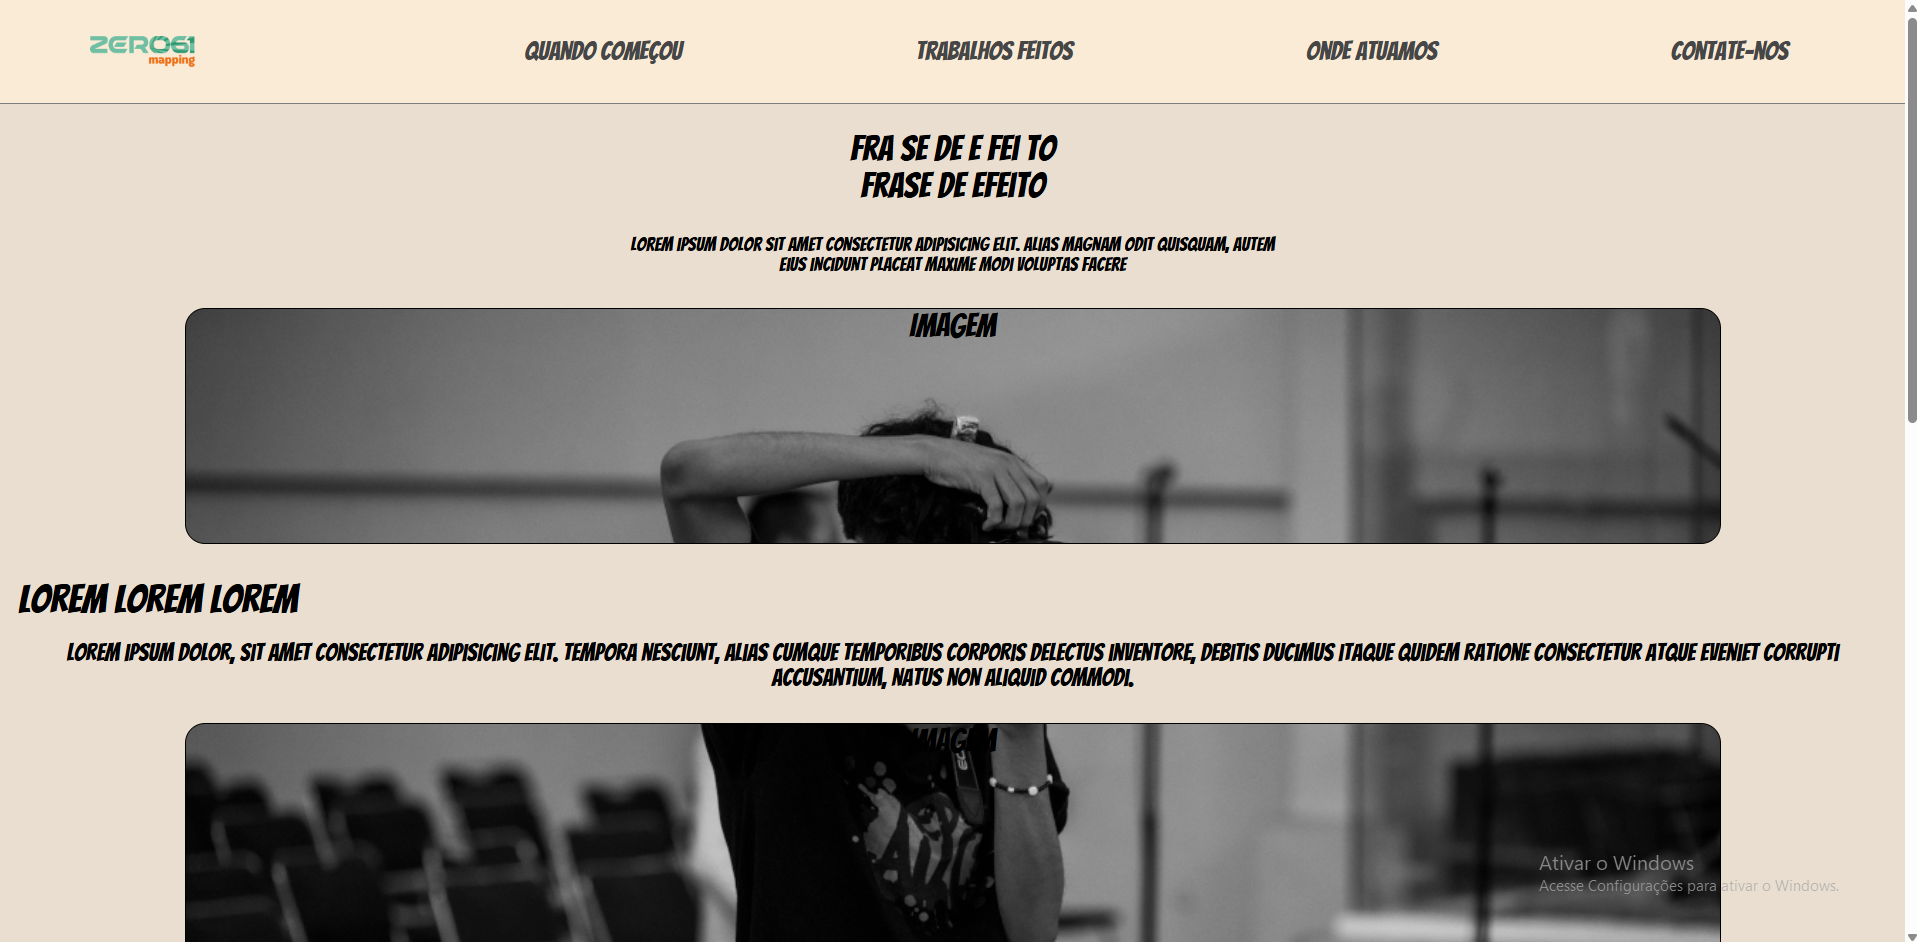 ZERO61
mapping
QUANDO COMEÇOU
TRABALHOS FEITOS
ONDE ATUAMOS
CONTATE-NOS
FRA SE DE E FEI TO
FRASE DE EFEITO
LOREM IPSUM DOLOR SIT AMET CONSECTETUR ADIPISICING ELIT. ALIAS MAGNAM ODIT QUISQUAM, AUTEM
EIUS INCIDUNT PLACEAT MAXIME MODI VOLUPTAS FACERE
IMAGEM
LOREM LOREM LOREM
LOREM IPSUM DOLOR, SIT AMET CONSECTETUR ADIPISICING ELIT. TEMPORA NESCIUNT, ALIAS CUMQUE TEMPORIBUS CORPORIS DELECTUS INVENTORE, DEBITIS DUCIMUS ITAQUE QUIDEM RATIONE CONSECTETUR ATQUE EVENIET CORRUPTI
ACCUSANTIUM, NATUS NON ALIQUID COMMODI.
IMAGEM
Ativar o Windows
Acesse Configurações para ativar o Windows.